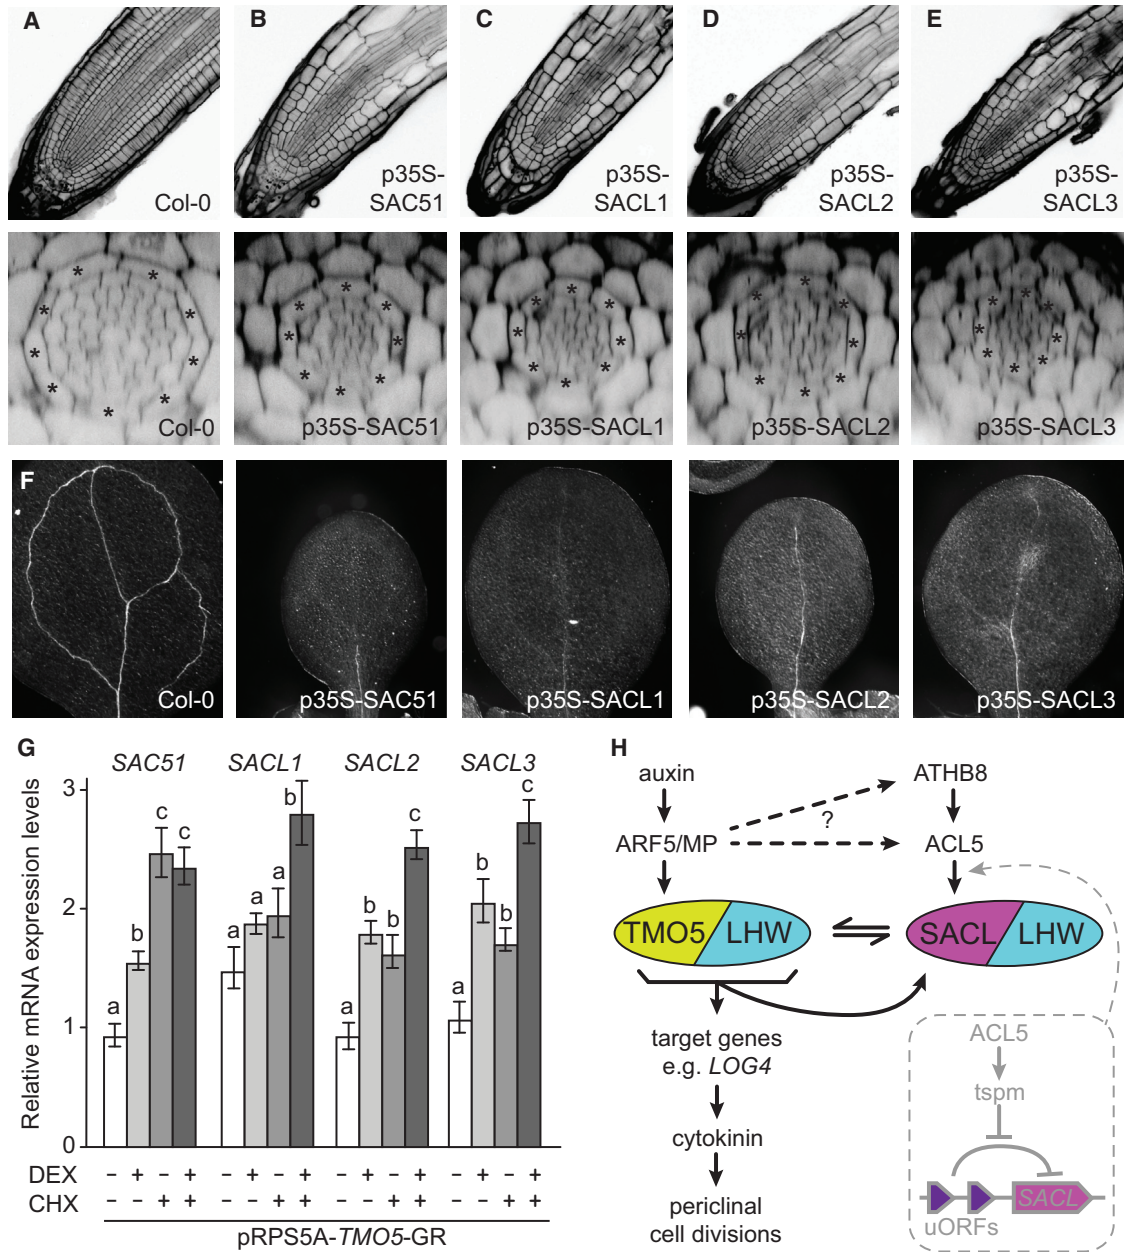 A
B
C
D
E
Col-0
p35S-
SAC51
p35S-
SACL1
p35S-
SACL2
p35S-
SACL3
* * * * * * * * * *
Col-0
* * * * * * * *
p35S-SAC51
* * * * * * * *
p35S-SACL1
* * * * * * *
p35S-SACL2
* * * * * * * *
p35S-SACL3
F
Col-0
p35S-SAC51
p35S-SACL1
p35S-SACL2
p35S-SACL3
G
SAC51 SACL1 SACL2 SACL3
Relative mRNA expression levels
3
2
1
0
a b c c
a a a b
a b b c
a b b c
DEX − + − + − + − + − + − + − + − +
CHX − − + + − − + + − − + + − − + +
pRPS5A-TMO5-GR
H
auxin
ARF5/MP
?
ATHB8
ACL5
TMO5 LHW
SACL LHW
target genes
e.g. LOG4
cytokinin
periclinal
cell divisions
ACL5
tspm
SACL
uORFs